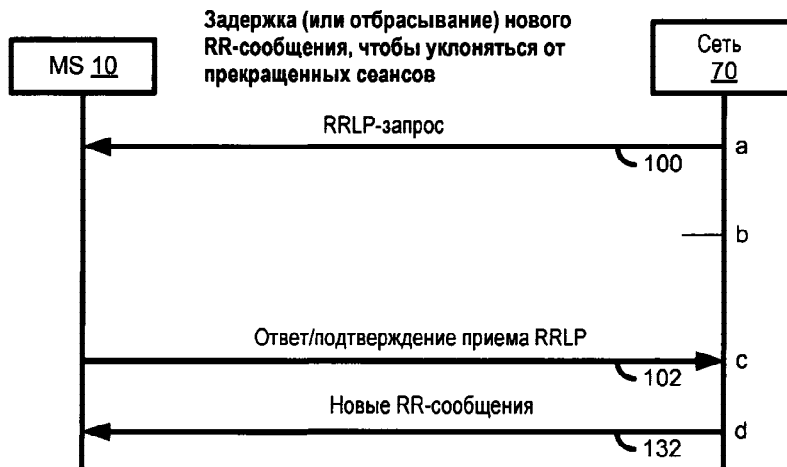 Задержка (или отбрасывание) нового
RR-сообщения, чтобы уклоняться от
прекращенных сеансов
MS 10
Сеть
70
RRLP-запрос
a
100
b
Ответ/подтверждение приема RRLP
c
102
Новые RR-сообщения
d
132